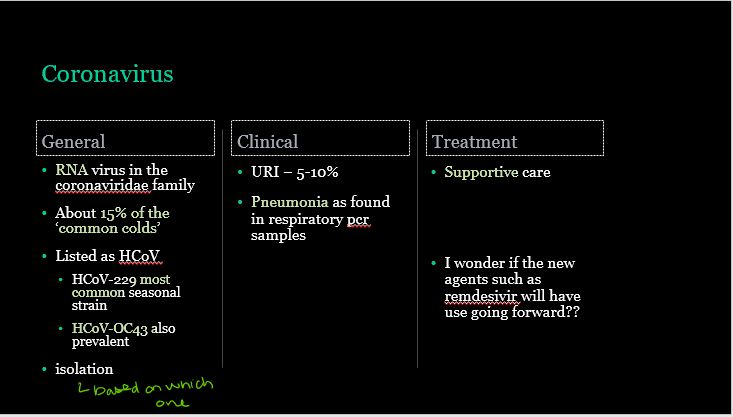 Coronavirus
General
• RNA virus in the
coronaviridae family
• About 15% of the
‘common colds’
• Listed as HCoV
• HCoV-229 most
common seasonal
strain
• HCoV-OC43 also
prevalent
• isolation
↳ based on which
one
Clinical
• URI – 5-10%
• Pneumonia as found
in respiratory pcr
samples
Treatment
• Supportive care
• I wonder if the new
agents such as
remdesivir will have
use going forward??